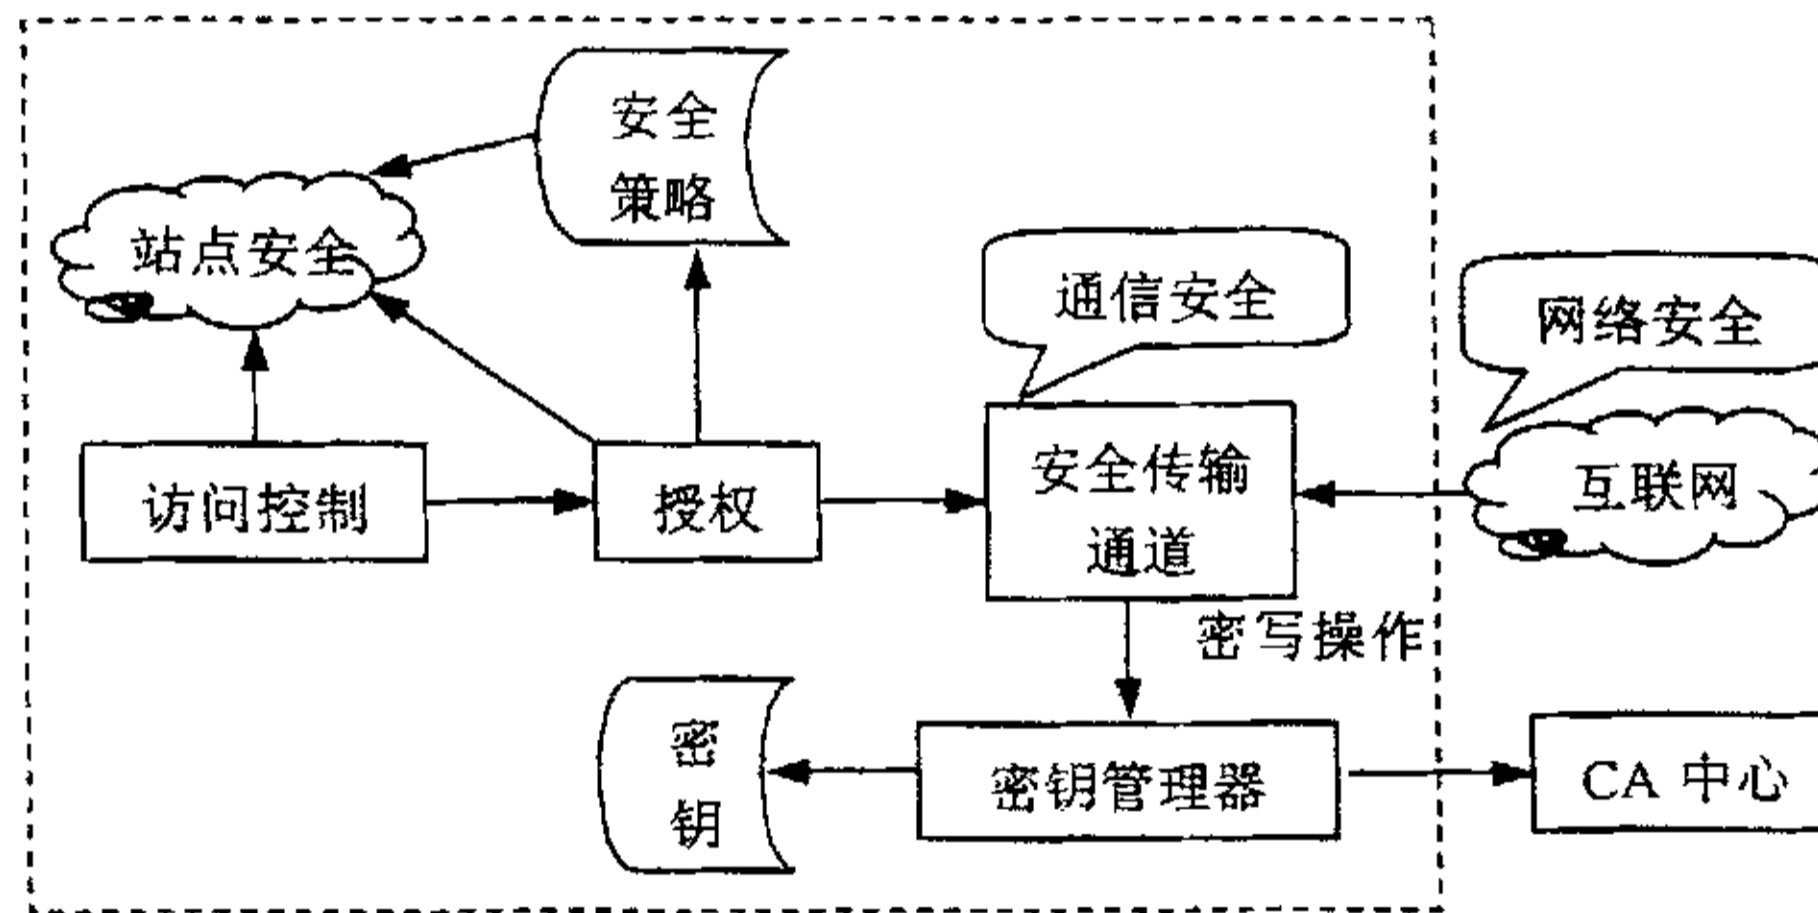 安全
策略
站点安全
通信安全
网络安全
访问控制
授权
安全传输
通道
互联网
密写操作
密
钥
密钥管理器
CA 中心